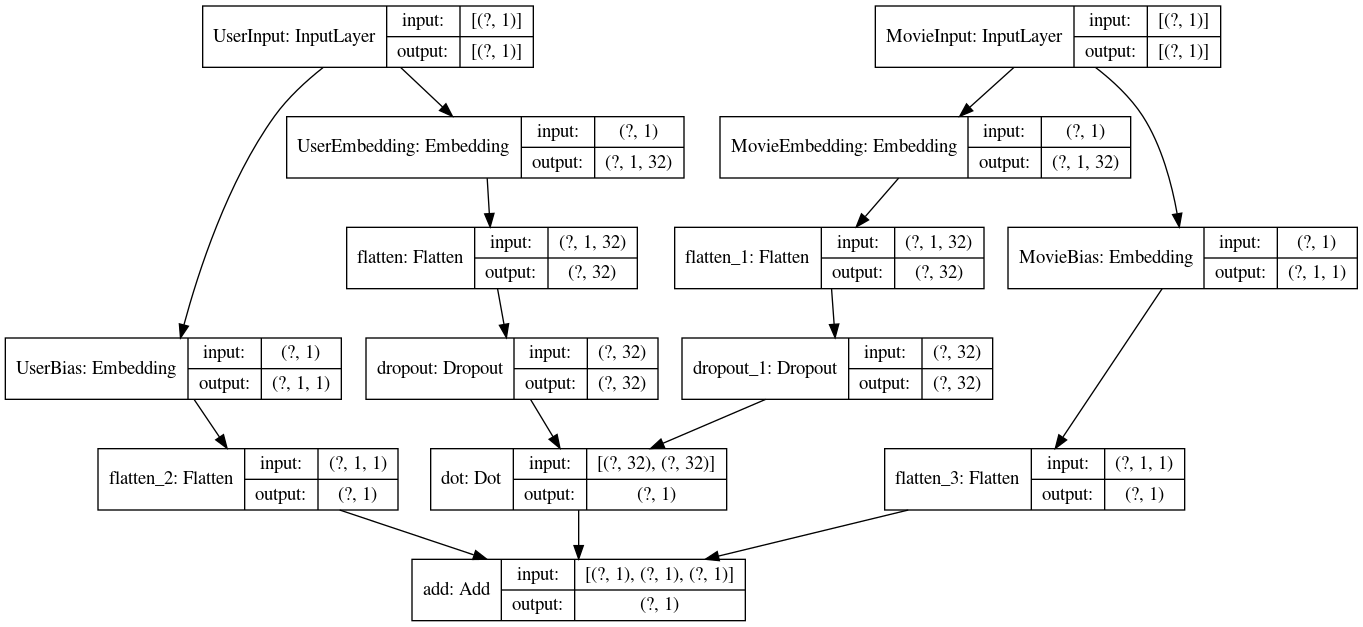 UserInput: InputLayer
input: [(?, 1)]
output: [(?, 1)]
MovieInput: InputLayer
input: [(?, 1)]
output: [(?, 1)]
UserEmbedding: Embedding
input: (?, 1)
output: (?, 1, 32)
MovieEmbedding: Embedding
input: (?, 1)
output: (?, 1, 32)
flatten: Flatten
input: (?, 1, 32)
output: (?, 32)
flatten_1: Flatten
input: (?, 1, 32)
output: (?, 32)
MovieBias: Embedding
input: (?, 1)
output: (?, 1, 1)
UserBias: Embedding
input: (?, 1)
output: (?, 1, 1)
dropout: Dropout
input: (?, 32)
output: (?, 32)
dropout_1: Dropout
input: (?, 32)
output: (?, 32)
flatten_2: Flatten
input: (?, 1, 1)
output: (?, 1)
dot: Dot
input: [(?, 32), (?, 32)]
output: (?, 1)
flatten_3: Flatten
input: (?, 1, 1)
output: (?, 1)
add: Add
input: [(?, 1), (?, 1), (?, 1)]
output: (?, 1)